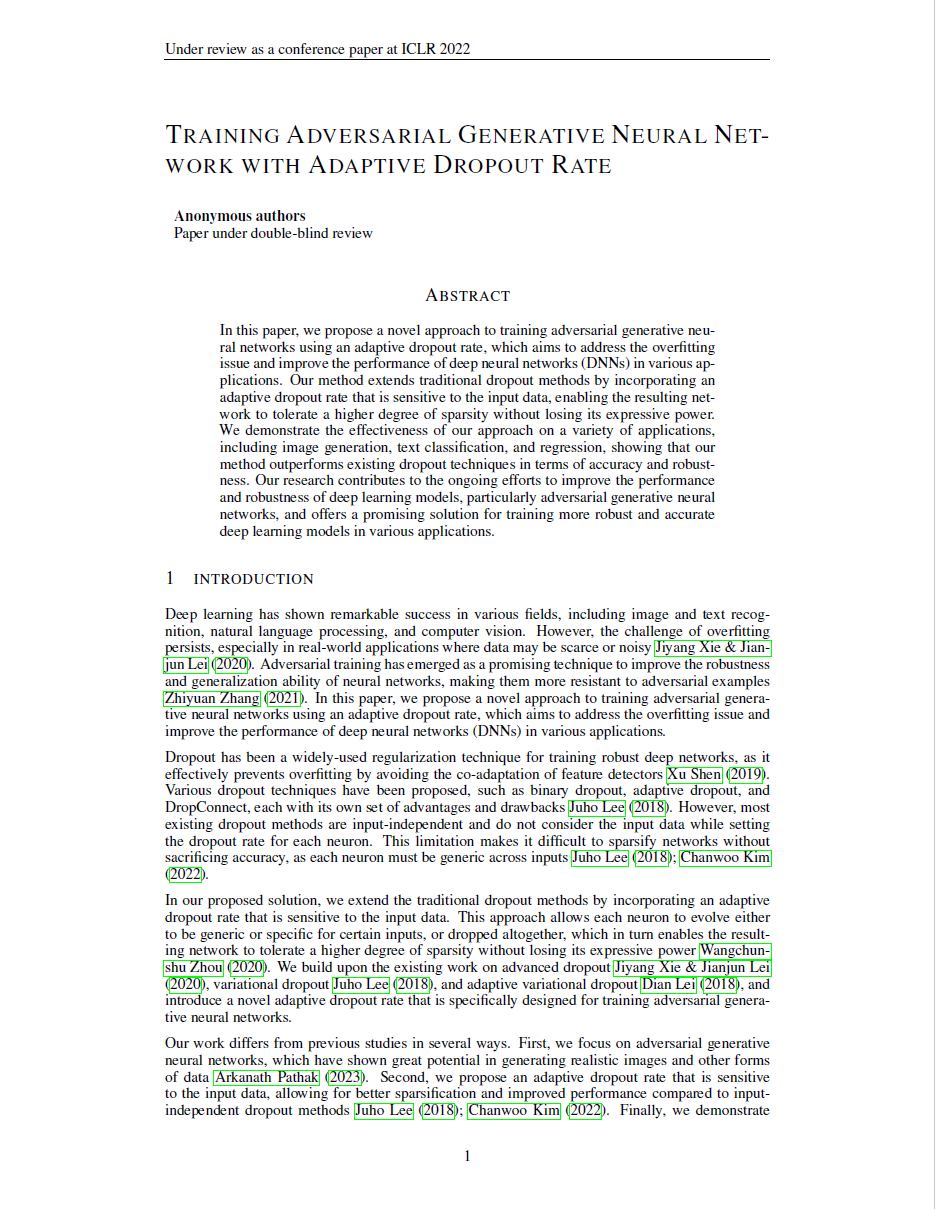 Under review as a conference paper at ICLR 2022
TRAINING ADVERSARIAL GENERATIVE NEURAL NET-
WORK WITH ADAPTIVE DROPOUT RATE
Anonymous authors
Paper under double-blind review
ABSTRACT
In this paper, we propose a novel approach to training adversarial generative neu-
ral networks using an adaptive dropout rate, which aims to address the overfitting
issue and improve the performance of deep neural networks (DNNs) in various ap-
plications. Our method extends traditional dropout methods by incorporating an
adaptive dropout rate that is sensitive to the input data, enabling the resulting net-
work to tolerate a higher degree of sparsity without losing its expressive power.
We demonstrate the effectiveness of our approach on a variety of applications,
including image generation, text classification, and regression, showing that our
method outperforms existing dropout techniques in terms of accuracy and robust-
ness. Our research contributes to the ongoing efforts to improve the performance
and robustness of deep learning models, particularly adversarial generative neural
networks, and offers a promising solution for training more robust and accurate
deep learning models in various applications.
1 INTRODUCTION
Deep learning has shown remarkable success in various fields, including image and text recog-
nition, natural language processing, and computer vision. However, the challenge of overfitting
persists, especially in real-world applications where data may be scarce or noisy Jiyang Xie & Jian-
jun Lei (2020). Adversarial training has emerged as a promising technique to improve the robustness
and generalization ability of neural networks, making them more resistant to adversarial examples
Zhiyuan Zhang (2021). In this paper, we propose a novel approach to training adversarial genera-
tive neural networks using an adaptive dropout rate, which aims to address the overfitting issue and
improve the performance of deep neural networks (DNNs) in various applications.
Dropout has been a widely-used regularization technique for training robust deep networks, as it
effectively prevents overfitting by avoiding the co-adaptation of feature detectors Xu Shen (2019).
Various dropout techniques have been proposed, such as binary dropout, adaptive dropout, and
DropConnect, each with its own set of advantages and drawbacks Juho Lee (2018). However, most
existing dropout methods are input-independent and do not consider the input data while setting
the dropout rate for each neuron. This limitation makes it difficult to sparsify networks without
sacrificing accuracy, as each neuron must be generic across inputs Juho Lee (2018); Chanwoo Kim
(2022).
In our proposed solution, we extend the traditional dropout methods by incorporating an adaptive
dropout rate that is sensitive to the input data. This approach allows each neuron to evolve either
to be generic or specific for certain inputs, or dropped altogether, which in turn enables the result-
ing network to tolerate a higher degree of sparsity without losing its expressive power Wangchun-
shu Zhou (2020). We build upon the existing work on advanced dropout Jiyang Xie & Jianjun Lei
(2020), variational dropout Juho Lee (2018), and adaptive variational dropout Dian Lei (2018), and
introduce a novel adaptive dropout rate that is specifically designed for training adversarial genera-
tive neural networks.
Our work differs from previous studies in several ways. First, we focus on adversarial generative
neural networks, which have shown great potential in generating realistic images and other forms
of data Arkanath Pathak (2023). Second, we propose an adaptive dropout rate that is sensitive
to the input data, allowing for better sparsification and improved performance compared to input-
independent dropout methods Juho Lee (2018); Chanwoo Kim (2022). Finally, we demonstrate
1